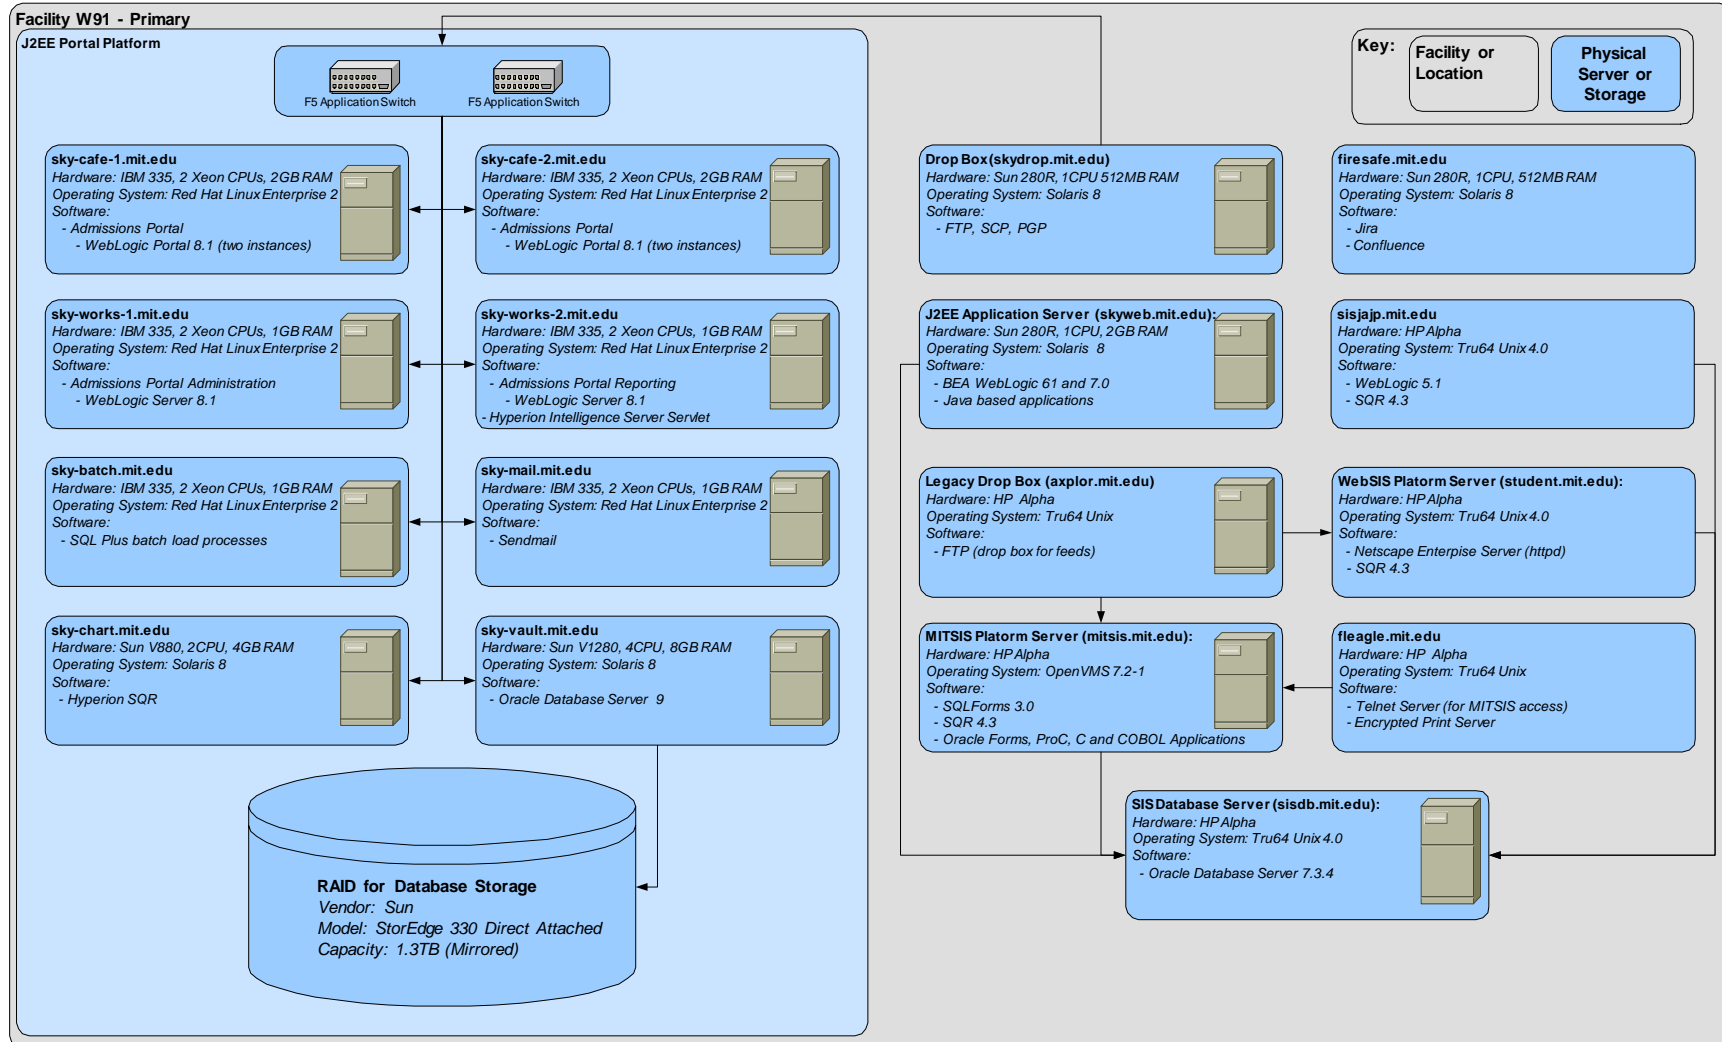 Facility W91 - Primary
J2EE Portal Platform
F5 Application Switch
F5 Application Switch
Key:
Facility or
Location
Physical
Server or
Storage
sky-cafe-1.mit.edu
Hardware: IBM 335, 2 Xeon CPUs, 2GB RAM
Operating System: Red Hat Linux Enterprise 2
Software:
- Admissions Portal
- WebLogic Portal 8.1 (two instances)
sky-cafe-2.mit.edu
Hardware: IBM 335, 2 Xeon CPUs, 2GB RAM
Operating System: Red Hat Linux Enterprise 2
Software:
- Admissions Portal
- WebLogic Portal 8.1 (two instances)
Drop Box (skydrop.mit.edu)
Hardware: Sun 280R, 1CPU 512MB RAM
Operating System: Solaris 8
Software:
- FTP, SCP, PGP
firesafe.mit.edu
Hardware: Sun 280R, 1CPU, 512MB RAM
Operating System: Solaris 8
Software:
- Jira
- Confluence
sky-works-1.mit.edu
Hardware: IBM 335, 2 Xeon CPUs, 1GB RAM
Operating System: Red Hat Linux Enterprise 2
Software:
- Admissions Portal Administration
- WebLogic Server 8.1
sky-works-2.mit.edu
Hardware: IBM 335, 2 Xeon CPUs, 1GB RAM
Operating System: Red Hat Linux Enterprise 2
Software:
- Admissions Portal Reporting
- WebLogic Server 8.1
- Hyperion Intelligence Server Servlet
J2EE Application Server (skyweb.mit.edu):
Hardware: Sun 280R, 1CPU, 2GB RAM
Operating System: Solaris 8
Software:
- BEA WebLogic 61 and 7.0
- Java based applications
sisjajp.mit.edu
Hardware: HP Alpha
Operating System: Tru64 Unix 4.0
Software:
- WebLogic 5.1
- SQR 4.3
sky-batch.mit.edu
Hardware: IBM 335, 2 Xeon CPUs, 1GB RAM
Operating System: Red Hat Linux Enterprise 2
Software:
- SQL Plus batch load processes
sky-mail.mit.edu
Hardware: IBM 335, 2 Xeon CPUs, 1GB RAM
Operating System: Red Hat Linux Enterprise 2
Software:
- Sendmail
Legacy Drop Box (axplor.mit.edu)
Hardware: HP Alpha
Operating System: Tru64 Unix
Software:
- FTP (drop box for feeds)
WebSIS Platorm Server (student.mit.edu):
Hardware: HP Alpha
Operating System: Tru64 Unix 4.0
Software:
- Netscape Enterpise Server (httpd)
- SQR 4.3
sky-chart.mit.edu
Hardware: Sun V880, 2CPU, 4GB RAM
Operating System: Solaris 8
Software:
- Hyperion SQR
sky-vault.mit.edu
Hardware: Sun V1280, 4CPU, 8GB RAM
Operating System: Solaris 8
Software:
- Oracle Database Server 9
MITSIS Platorm Server (mitsis.mit.edu):
Hardware: HP Alpha
Operating System: OpenVMS 7.2-1
Software:
- SQLForms 3.0
- SQR 4.3
- Oracle Forms, ProC, C and COBOL Applications
fleagle.mit.edu
Hardware: HP Alpha
Operating System: Tru64 Unix
Software:
- Telnet Server (for MITSIS access)
- Encrypted Print Server
RAID for Database Storage
Vendor: Sun
Model: StorEdge 330 Direct Attached
Capacity: 1.3TB (Mirrored)
SIS Database Server (sisdb.mit.edu):
Hardware: HP Alpha
Operating System: Tru64 Unix 4.0
Software:
- Oracle Database Server 7.3.4